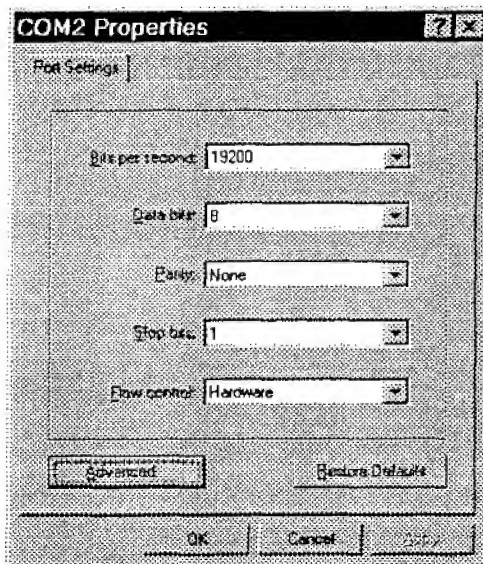 COM2 Properties
Port Settings
Bits per second: 19200
Data bits: 8
Parity: None
Stop bits: 1
Flow control: Hardware
Advanced...
Restore Defaults
OK
Cancel
Apply